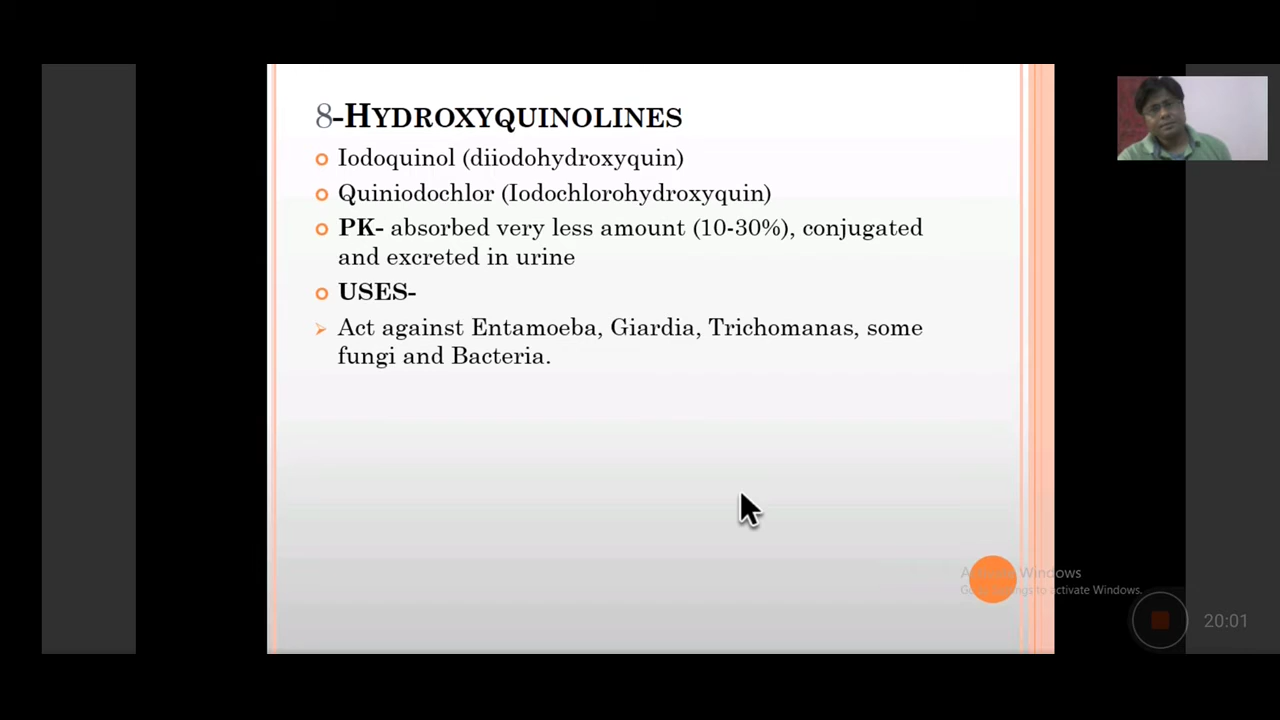 8-HYDROXYQUINOLINES
Iodoquinol (diiodohydroxyquin)
Quiniodochlor (Iodochlorohydroxyquin)
PK- absorbed very less amount (10-30%), conjugated
and excreted in urine
USES-
Act against Entamoeba, Giardia, Trichomanas, some
fungi and Bacteria.
Activate Windows
Go to Settings to Activate Windows.
20:01